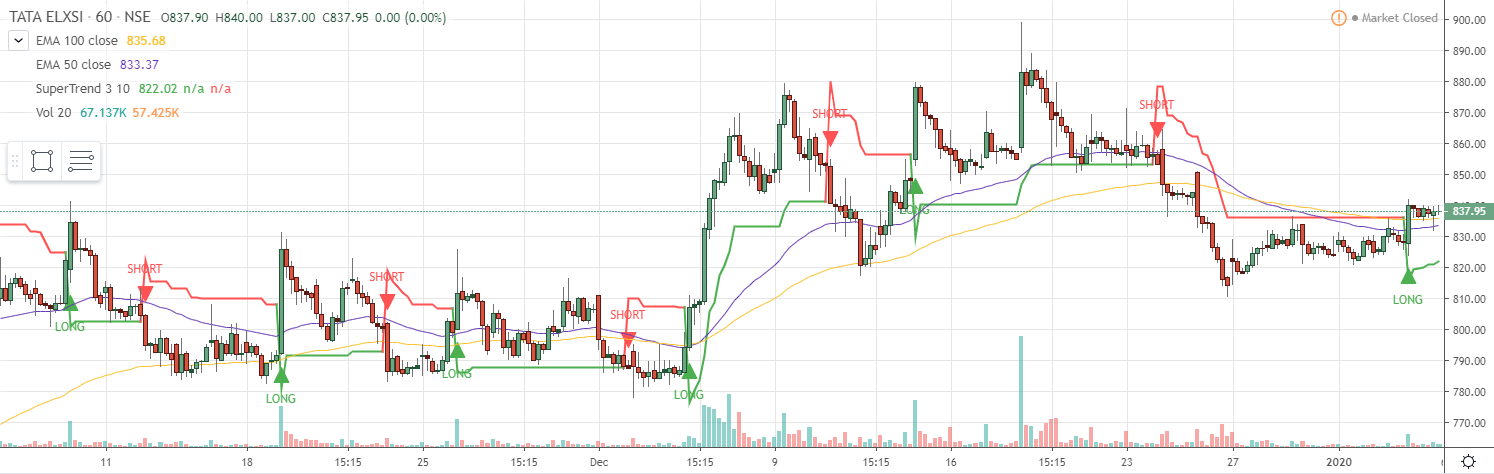 TATA ELXSI · 60 · NSE O837.90 H840.00 L837.00 C837.95 0.00 (0.00%)
Market Closed
EMA 100 close 835.68
EMA 50 close 833.37
SuperTrend 3 10 822.02 n/a n/a
Vol 20 67.137K 57.425K
900.00
890.00
880.00
870.00
860.00
850.00
840.00
837.95
830.00
820.00
810.00
800.00
790.00
780.00
770.00
LONG
SHORT
LONG
SHORT
LONG
SHORT
LONG
SHORT
LONG
SHORT
LONG
11 18 15:15 25 15:15 Dec 15:15 9 15:15 16 15:15 23 27 2020 6